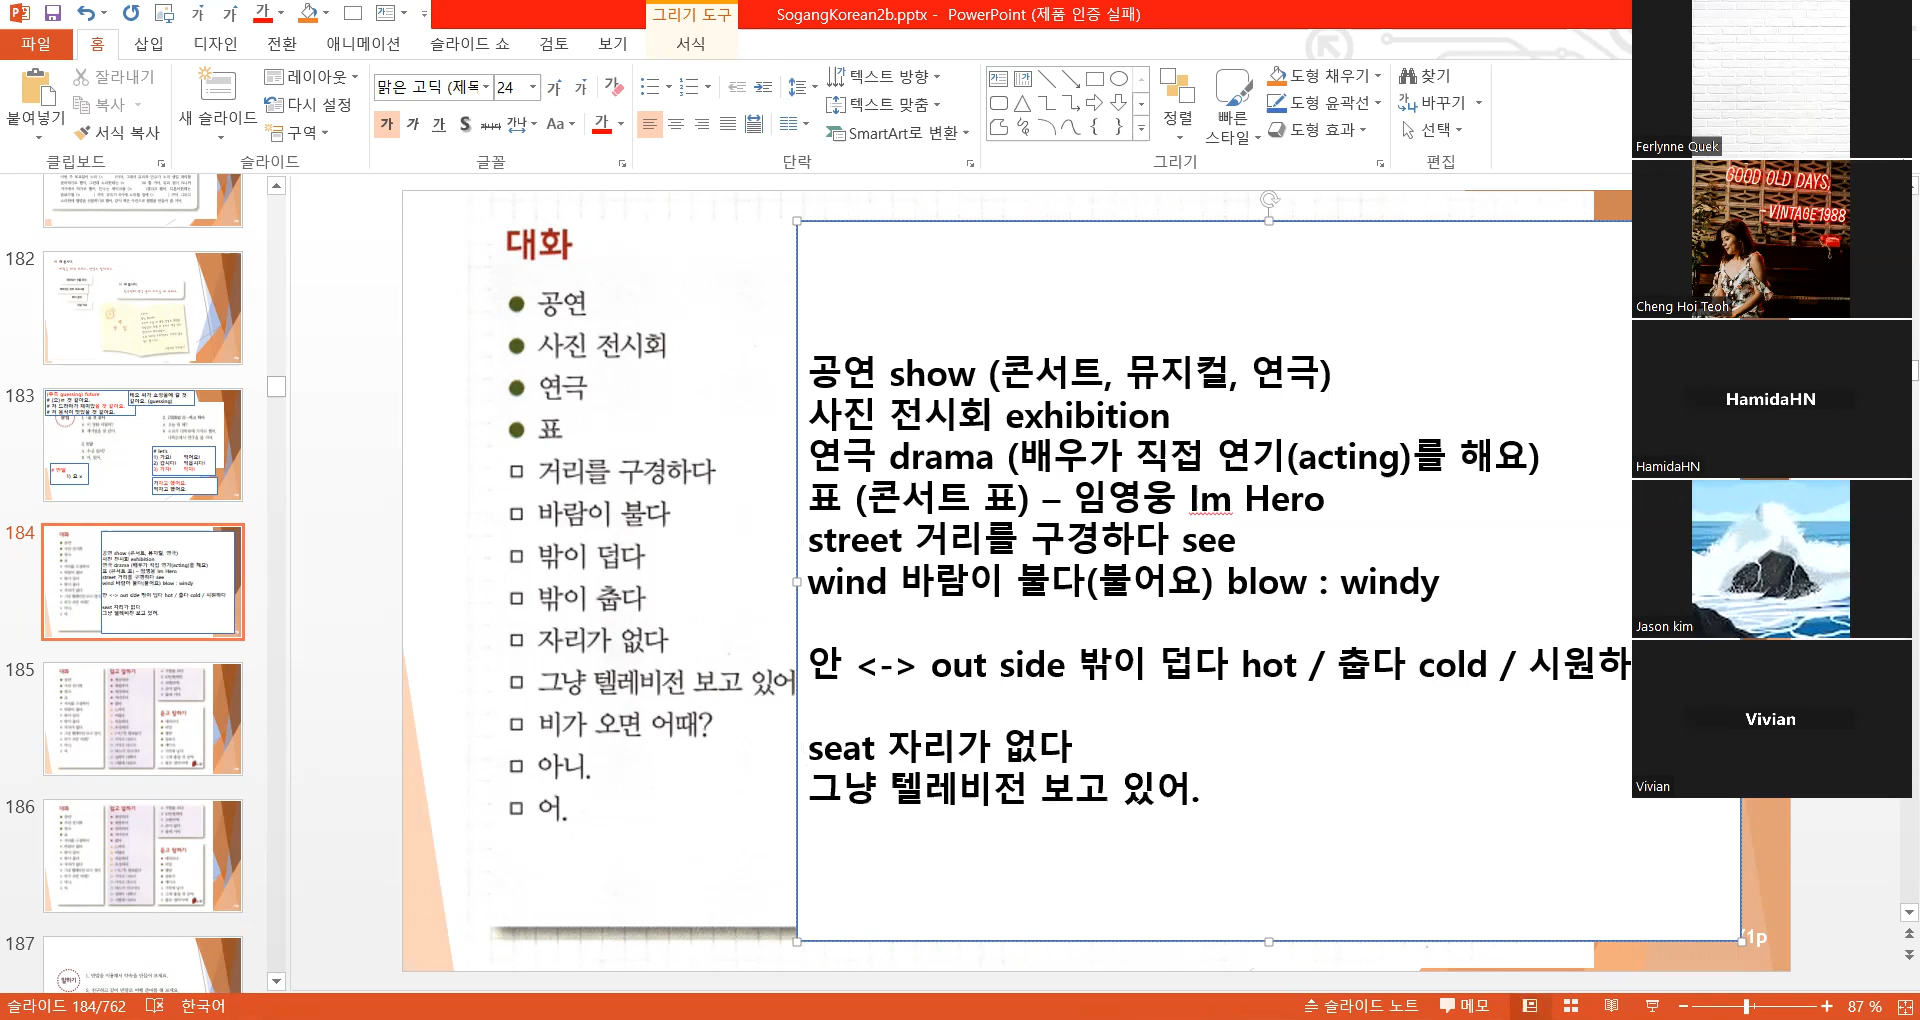 SogangKorean2b.pptx - PowerPoint (제품 인증 실패)
그리기 도구
파일 홈 삽입 디자인 전환 애니메이션 슬라이드 쇼 검토 보기 서식
붙여넣기
잘라내기
복사
서식 복사
클립보드
새 슬라이드
레이아웃
다시 설정
구역
슬라이드
맑은 고딕 (제목 24
글꼴
텍스트 방향
텍스트 맞춤
SmartArt로 변환
단락
정렬
빠른 스타일
도형 채우기
도형 윤곽선
도형 효과
그리기
찾기
바꾸기
선택
편집
182
183
184
185
186
187
대화
공연
사진 전시회
연극
표
거리를 구경하다
바람이 불다
밖이 덥다
밖이 춥다
자리가 없다
그냥 텔레비전 보고 있어
비가 오면 어때?
아니.
어.
공연 show (콘서트, 뮤지컬, 연극)
사진 전시회 exhibition
연극 drama (배우가 직접 연기(acting)를 해요)
표 (콘서트 표) – 임영웅 Im Hero
street 거리를 구경하다 see
wind 바람이 불다(불어요) blow : windy
안 <-> out side 밖이 덥다 hot / 춥다 cold / 시원하
seat 자리가 없다
그냥 텔레비전 보고 있어.
1p
Ferlynne Quek
GOOD OLD DAYS,
-VINTAGE1988
Cheng Hoi Teoh
HamidaHN
HamidaHN
Jason kim
Vivian
Vivian
슬라이드 184/762 한국어
슬라이드 노트 메모 87 %